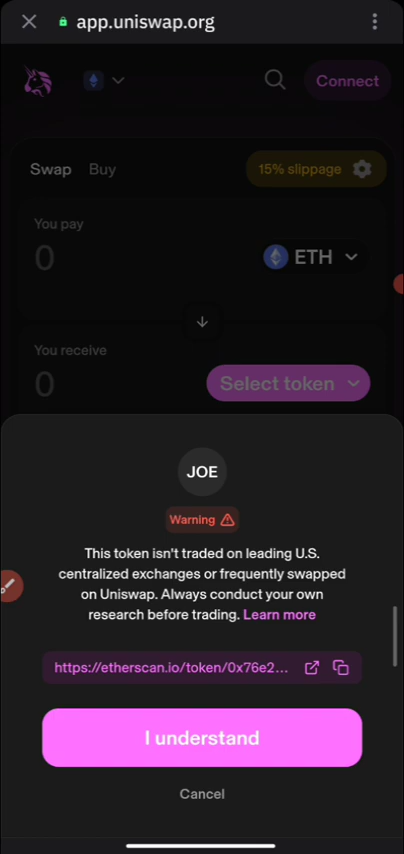 app.uniswap.org
Connect
Swap Buy 15% slippage
You pay
0 ETH
You receive
0 Select token
JOE
Warning
This token isn't traded on leading U.S.
centralized exchanges or frequently swapped
on Uniswap. Always conduct your own
research before trading. Learn more
https://etherscan.io/token/0x76e2...
I understand
Cancel